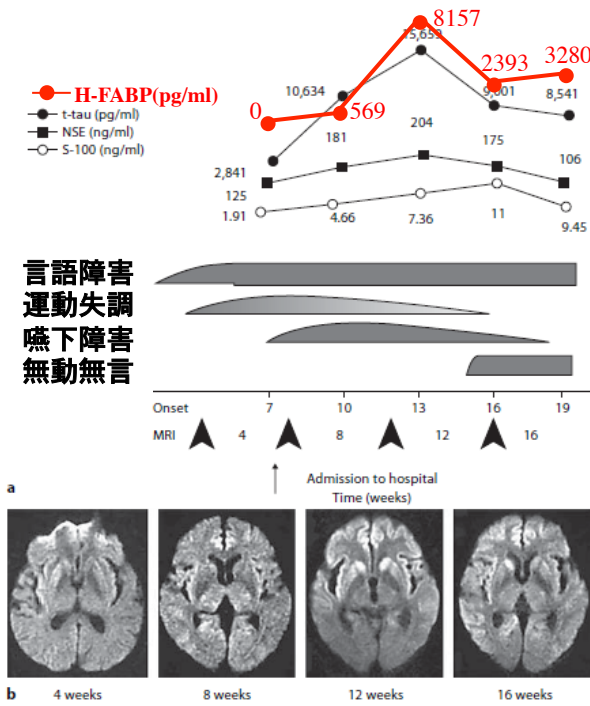 8157
15,659
2393
3280
H-FABP(pg/ml)
10,634
9,001
8,541
0
569
t-tau (pg/ml)
NSE (ng/ml)
S-100 (ng/ml)
181
204
175
106
2,841
125
1.91
4.66
7.36
11
9.45
言語障害
運動失調
嚥下障害
無動無言
Onset 7 10 13 16 19
MRI 4 8 12 16
Admission to hospital
Time (weeks)
a
b 4 weeks 8 weeks 12 weeks 16 weeks